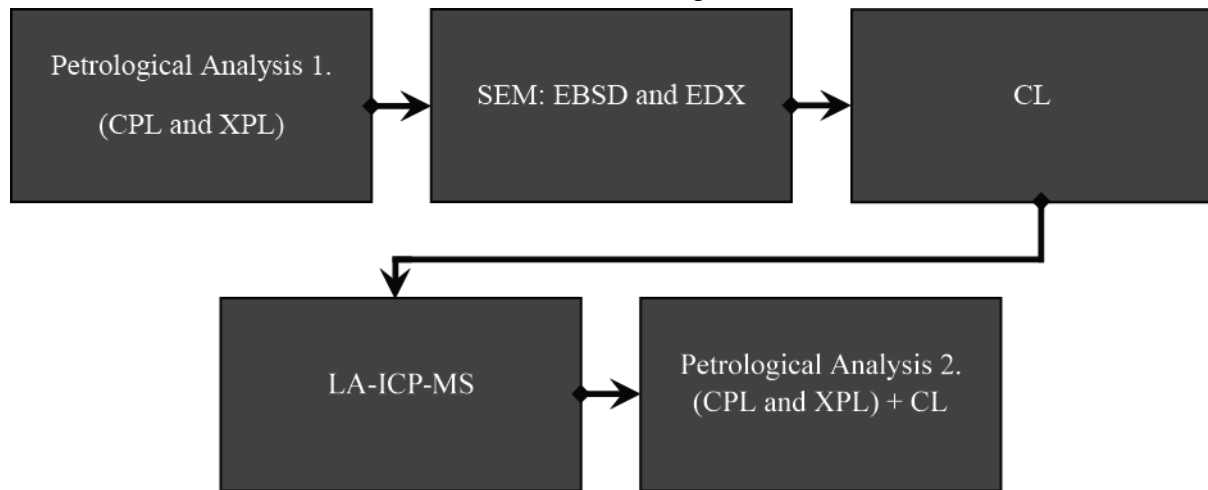 Petrological Analysis 1.
(CPL and XPL)
SEM: EBSD and EDX
CL
LA-ICP-MS
Petrological Analysis 2.
(CPL and XPL) + CL